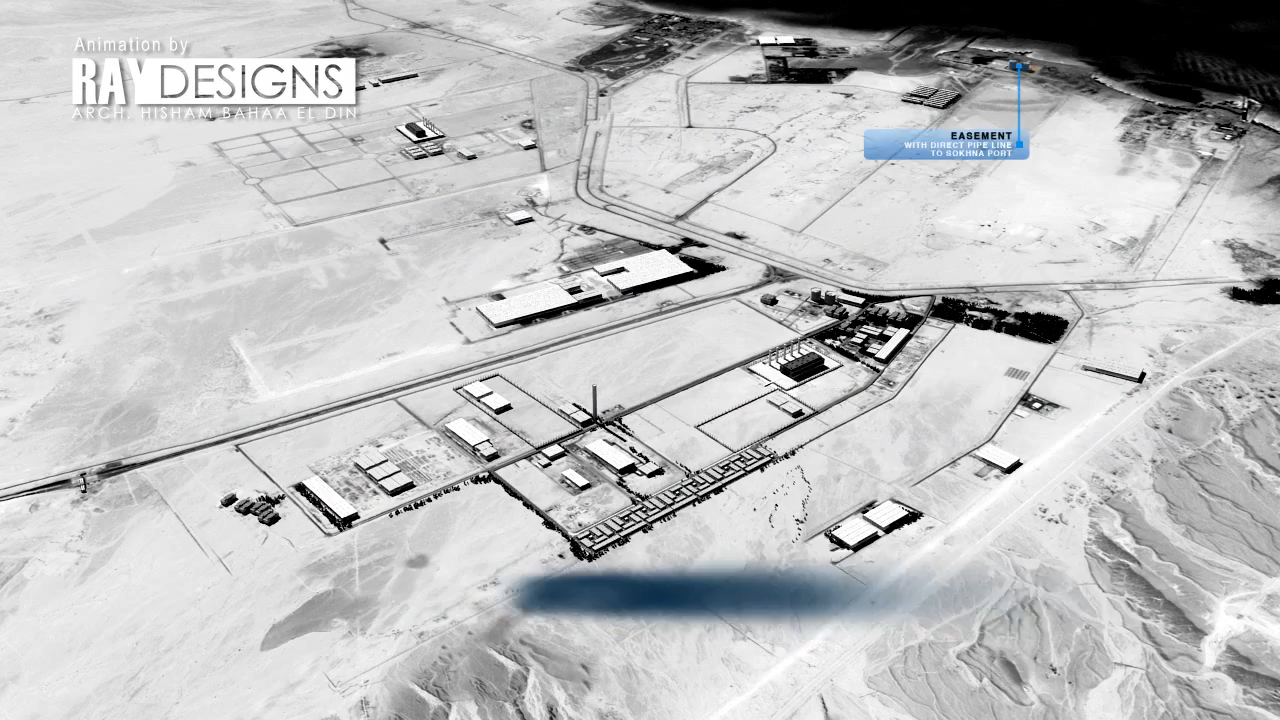 Animation by
RAY DESIGNS
ARCH. HISHAM BAHAA EL DIN
EASEMENT
WITH DIRECT PIPE LINE
TO SOKHNA PORT